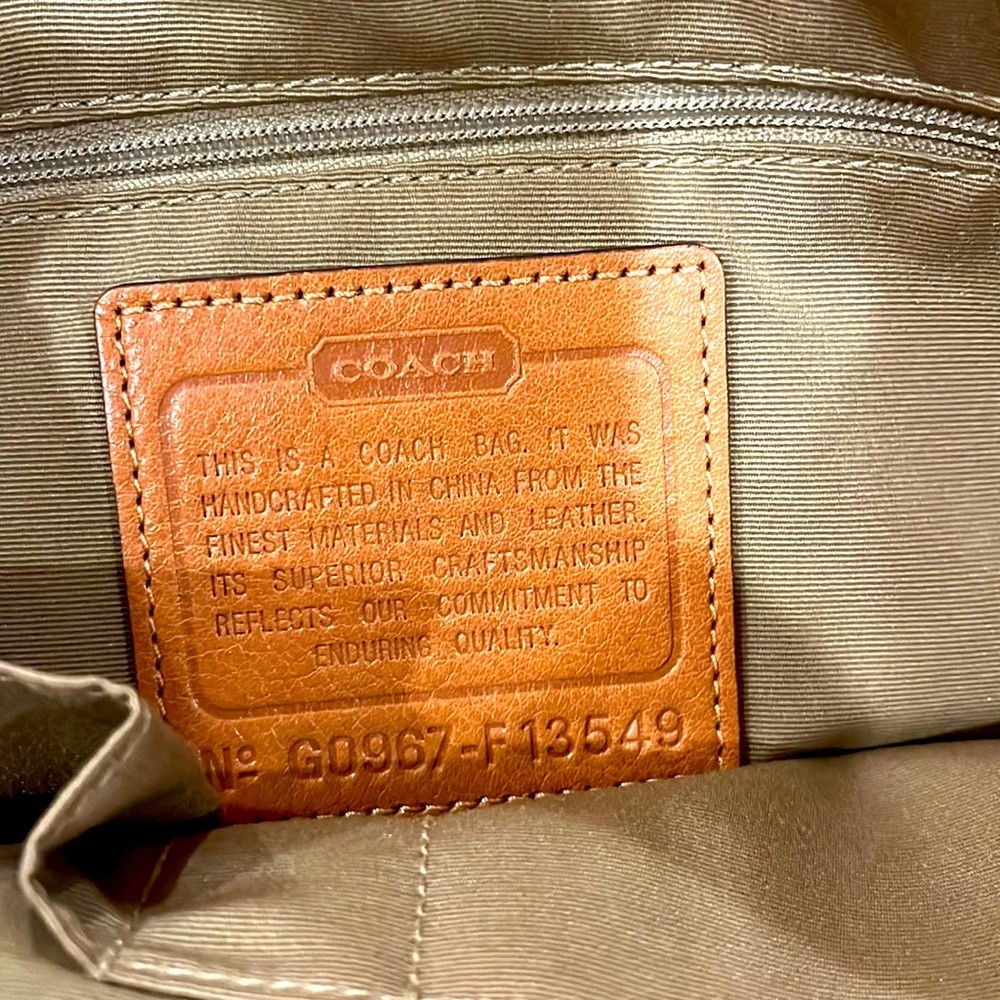 COACH
THIS IS A COACH BAG. IT WAS
HANDCRAFTED IN CHINA FROM THE
FINEST MATERIALS AND LEATHER.
ITS SUPERIOR CRAFTSMANSHIP
REFLECTS OUR COMMITMENT TO
ENDURING QUALITY.
Nº G0967-F13549